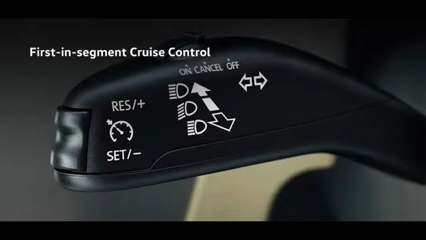 First-in-segment Cruise Control
ON CANCEL OFF
RES/+
SET/−